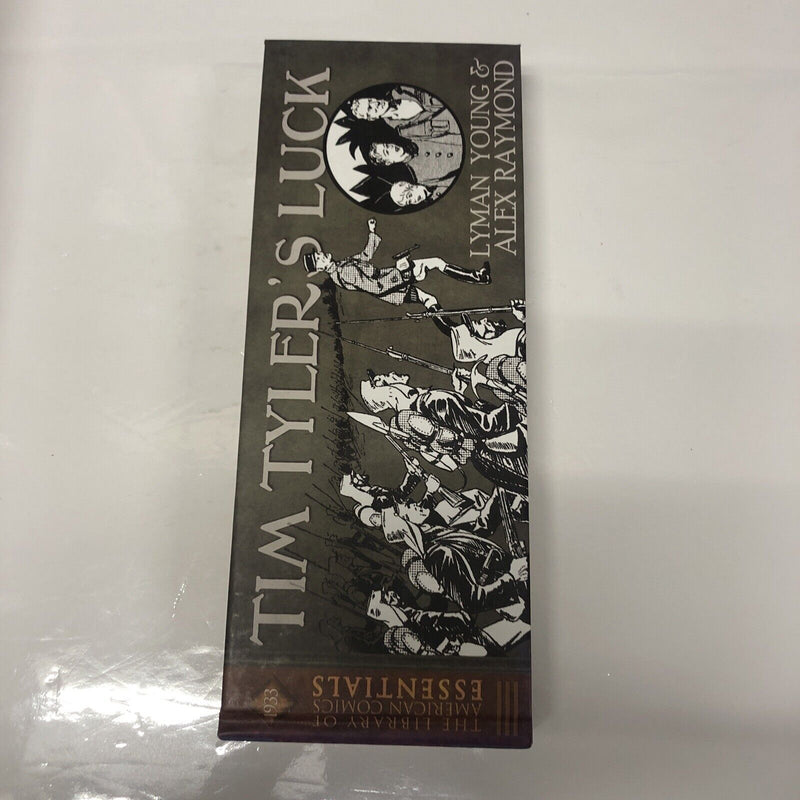 TIM TYLER'S LUCK
LYMAN YOUNG &
ALEX RAYMOND
THE LIBRARY OF
AMERICAN COMICS
ESSENTIALS
1933